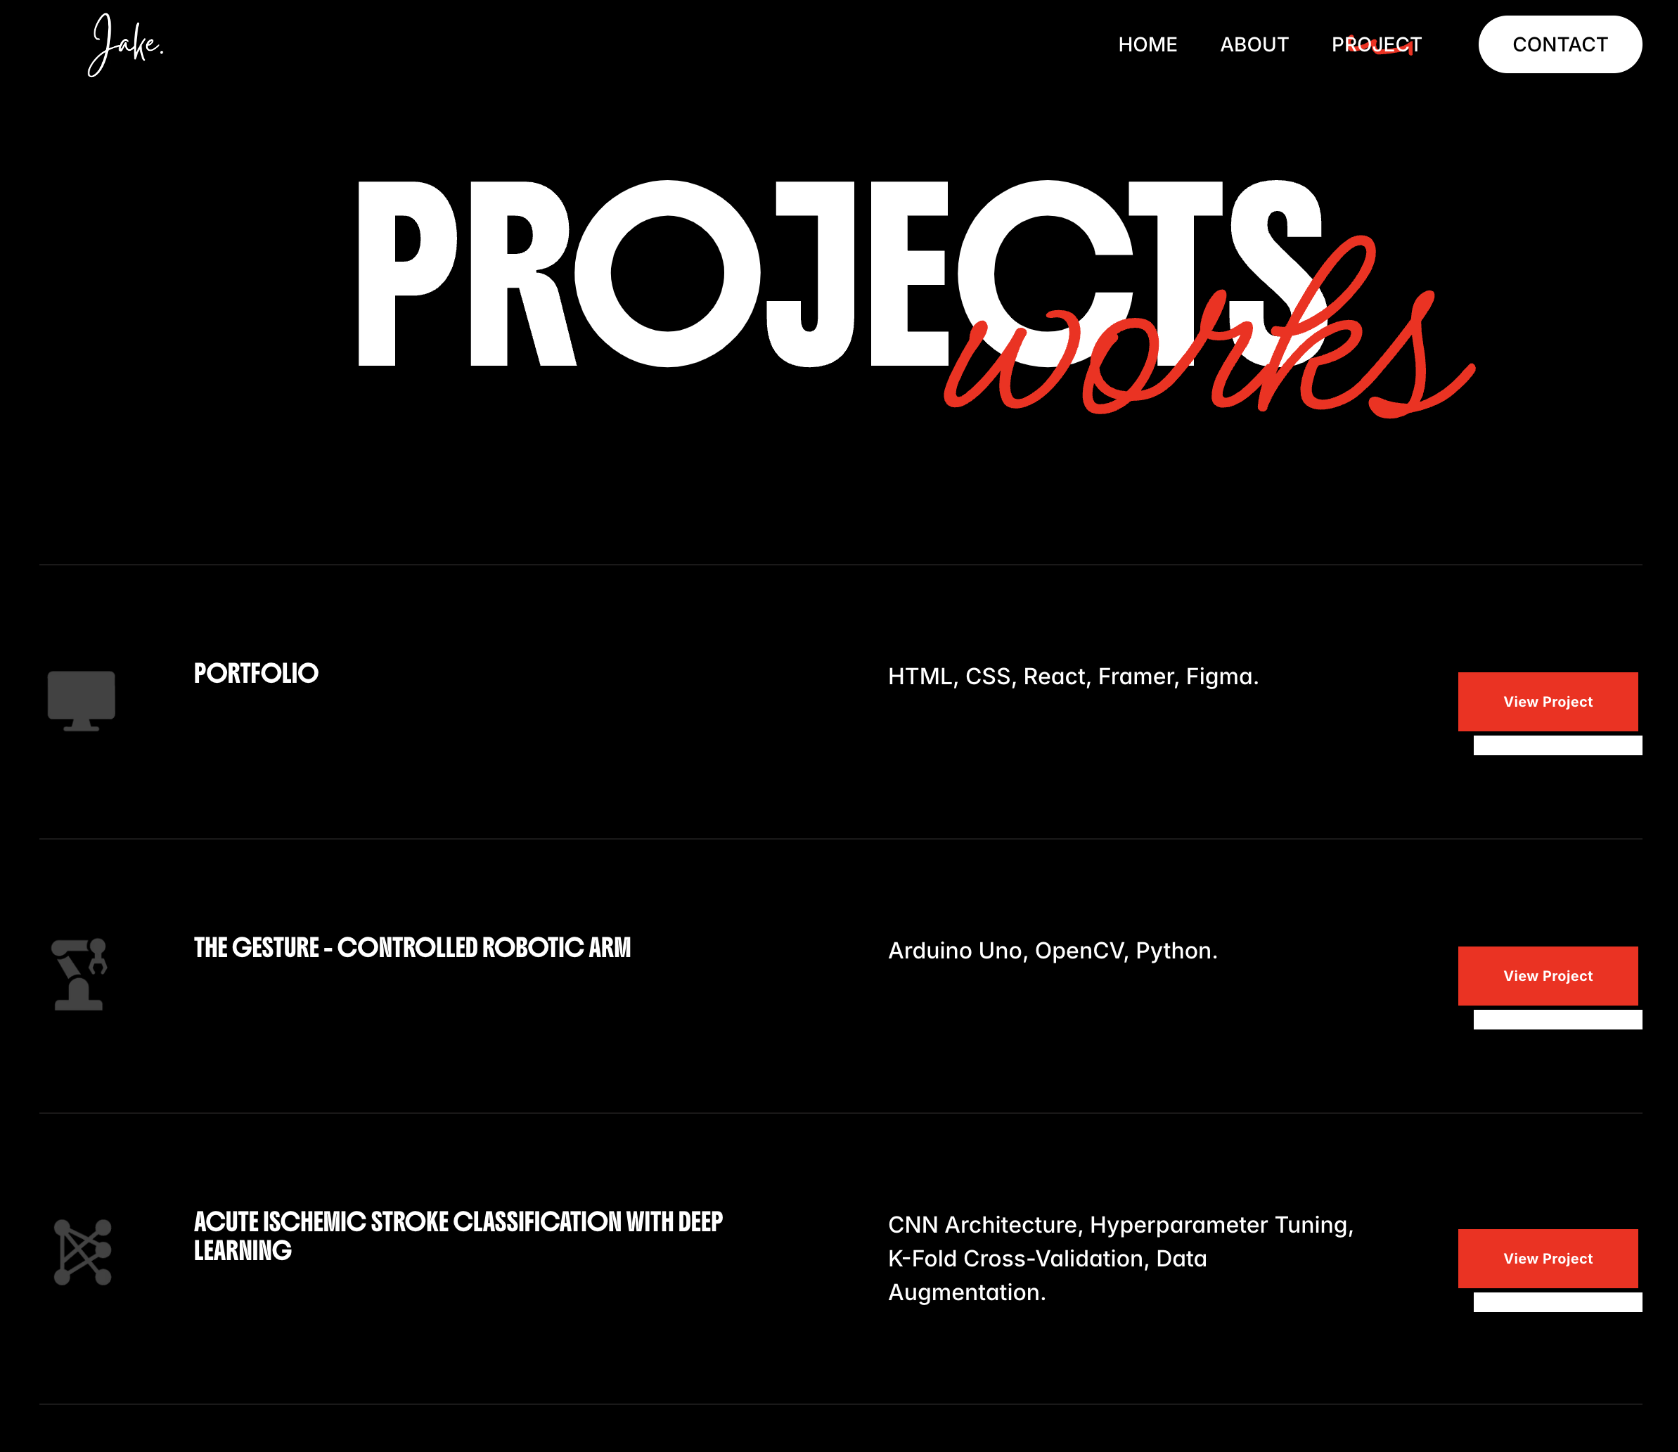 Jake.
HOME ABOUT PROJECT CONTACT
PROJECTS
works
PORTFOLIO
HTML, CSS, React, Framer, Figma.
View Project
THE GESTURE - CONTROLLED ROBOTIC ARM
Arduino Uno, OpenCV, Python.
View Project
ACUTE ISCHEMIC STROKE CLASSIFICATION WITH DEEP
LEARNING
CNN Architecture, Hyperparameter Tuning,
K-Fold Cross-Validation, Data
Augmentation.
View Project